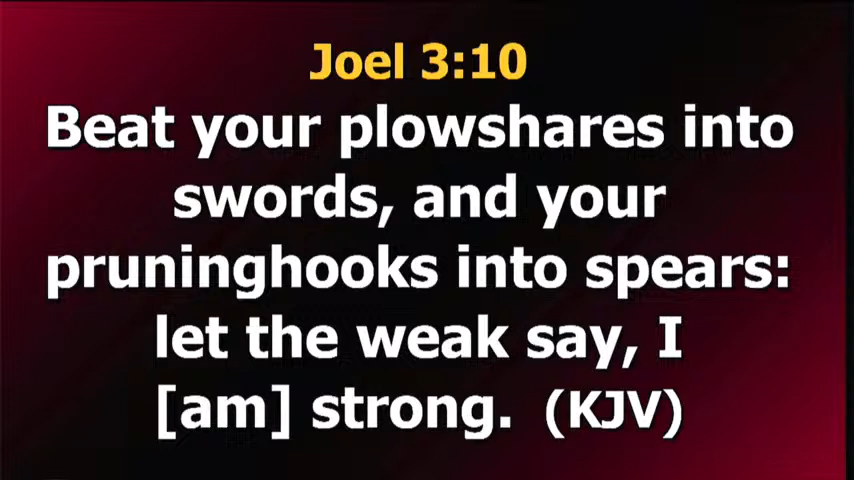 Joel 3:10
Beat your plowshares into
swords, and your
pruninghooks into spears:
let the weak say, I
[am] strong. (KJV)